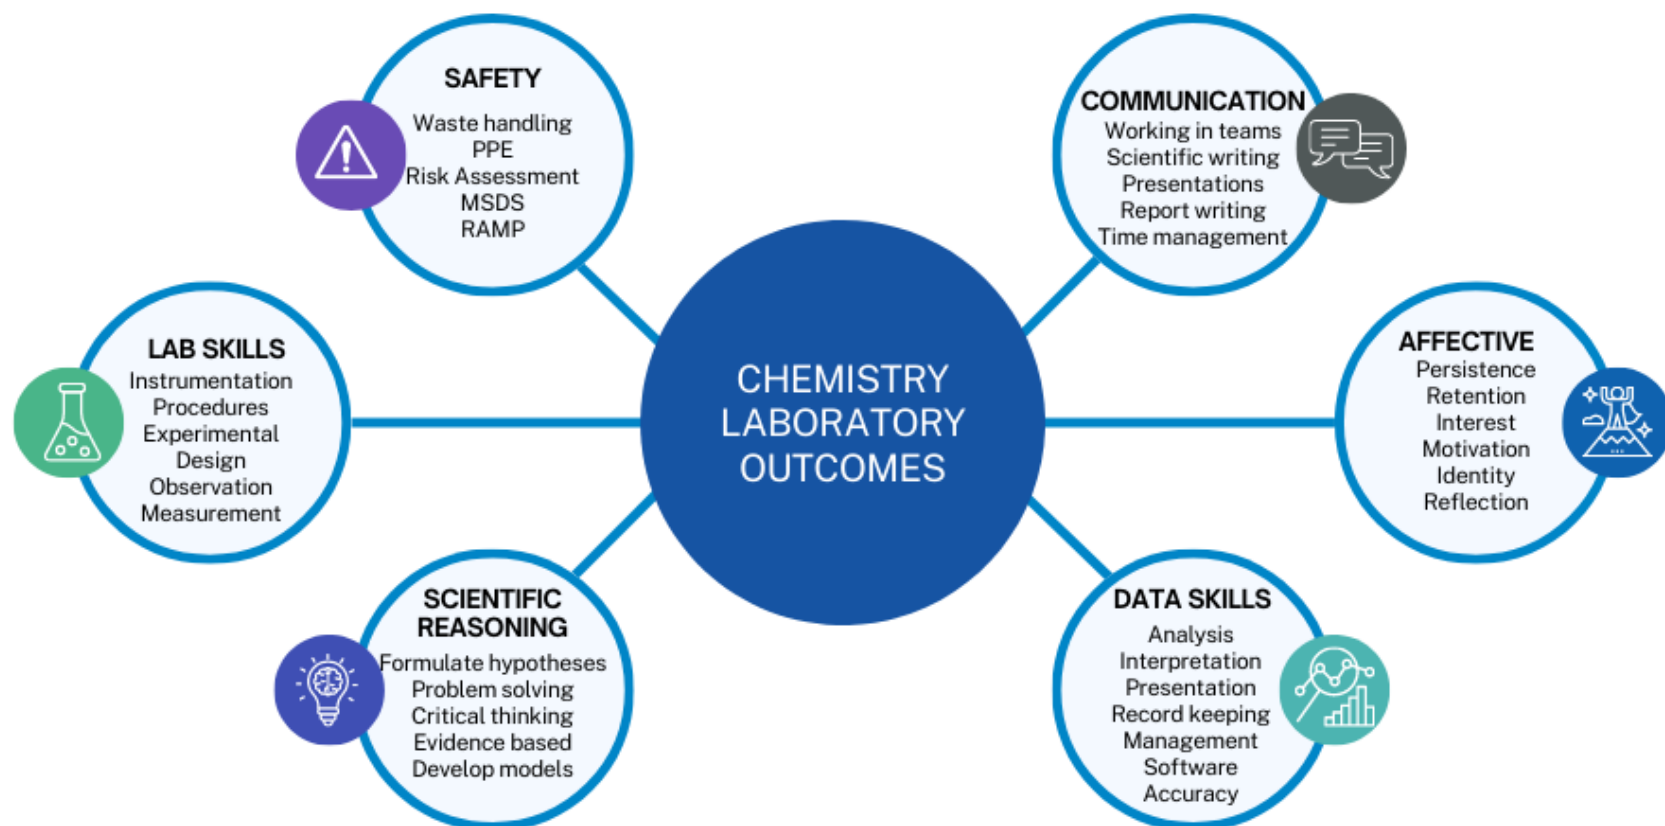 SAFETY
Waste handling
PPE
Risk Assessment
MSDS
RAMP
COMMUNICATION
Working in teams
Scientific writing
Presentations
Report writing
Time management
LAB SKILLS
Instrumentation
Procedures
Experimental
Design
Observation
Measurement
CHEMISTRY
LABORATORY
OUTCOMES
AFFECTIVE
Persistence
Retention
Interest
Motivation
Identity
Reflection
SCIENTIFIC
REASONING
Formulate hypotheses
Problem solving
Critical thinking
Evidence based
Develop models
DATA SKILLS
Analysis
Interpretation
Presentation
Record keeping
Management
Software
Accuracy